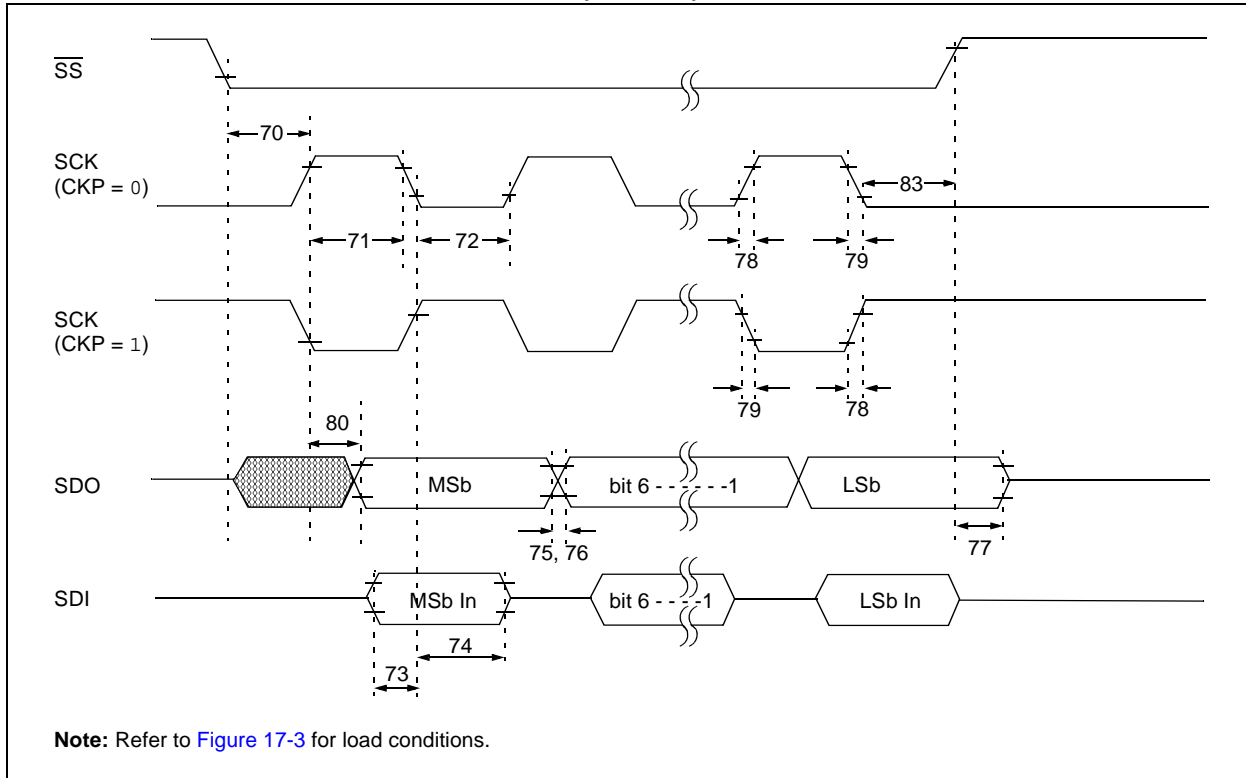 SS
70
SCK
(CKP = 0)
83
71
72
78
79
SCK
(CKP = 1)
79
78
80
SDO
MSb
bit 6 - - - - - -1
LSb
75, 76
77
SDI
MSb In
bit 6 - - - -1
LSb In
74
73
Note: Refer to Figure 17-3 for load conditions.